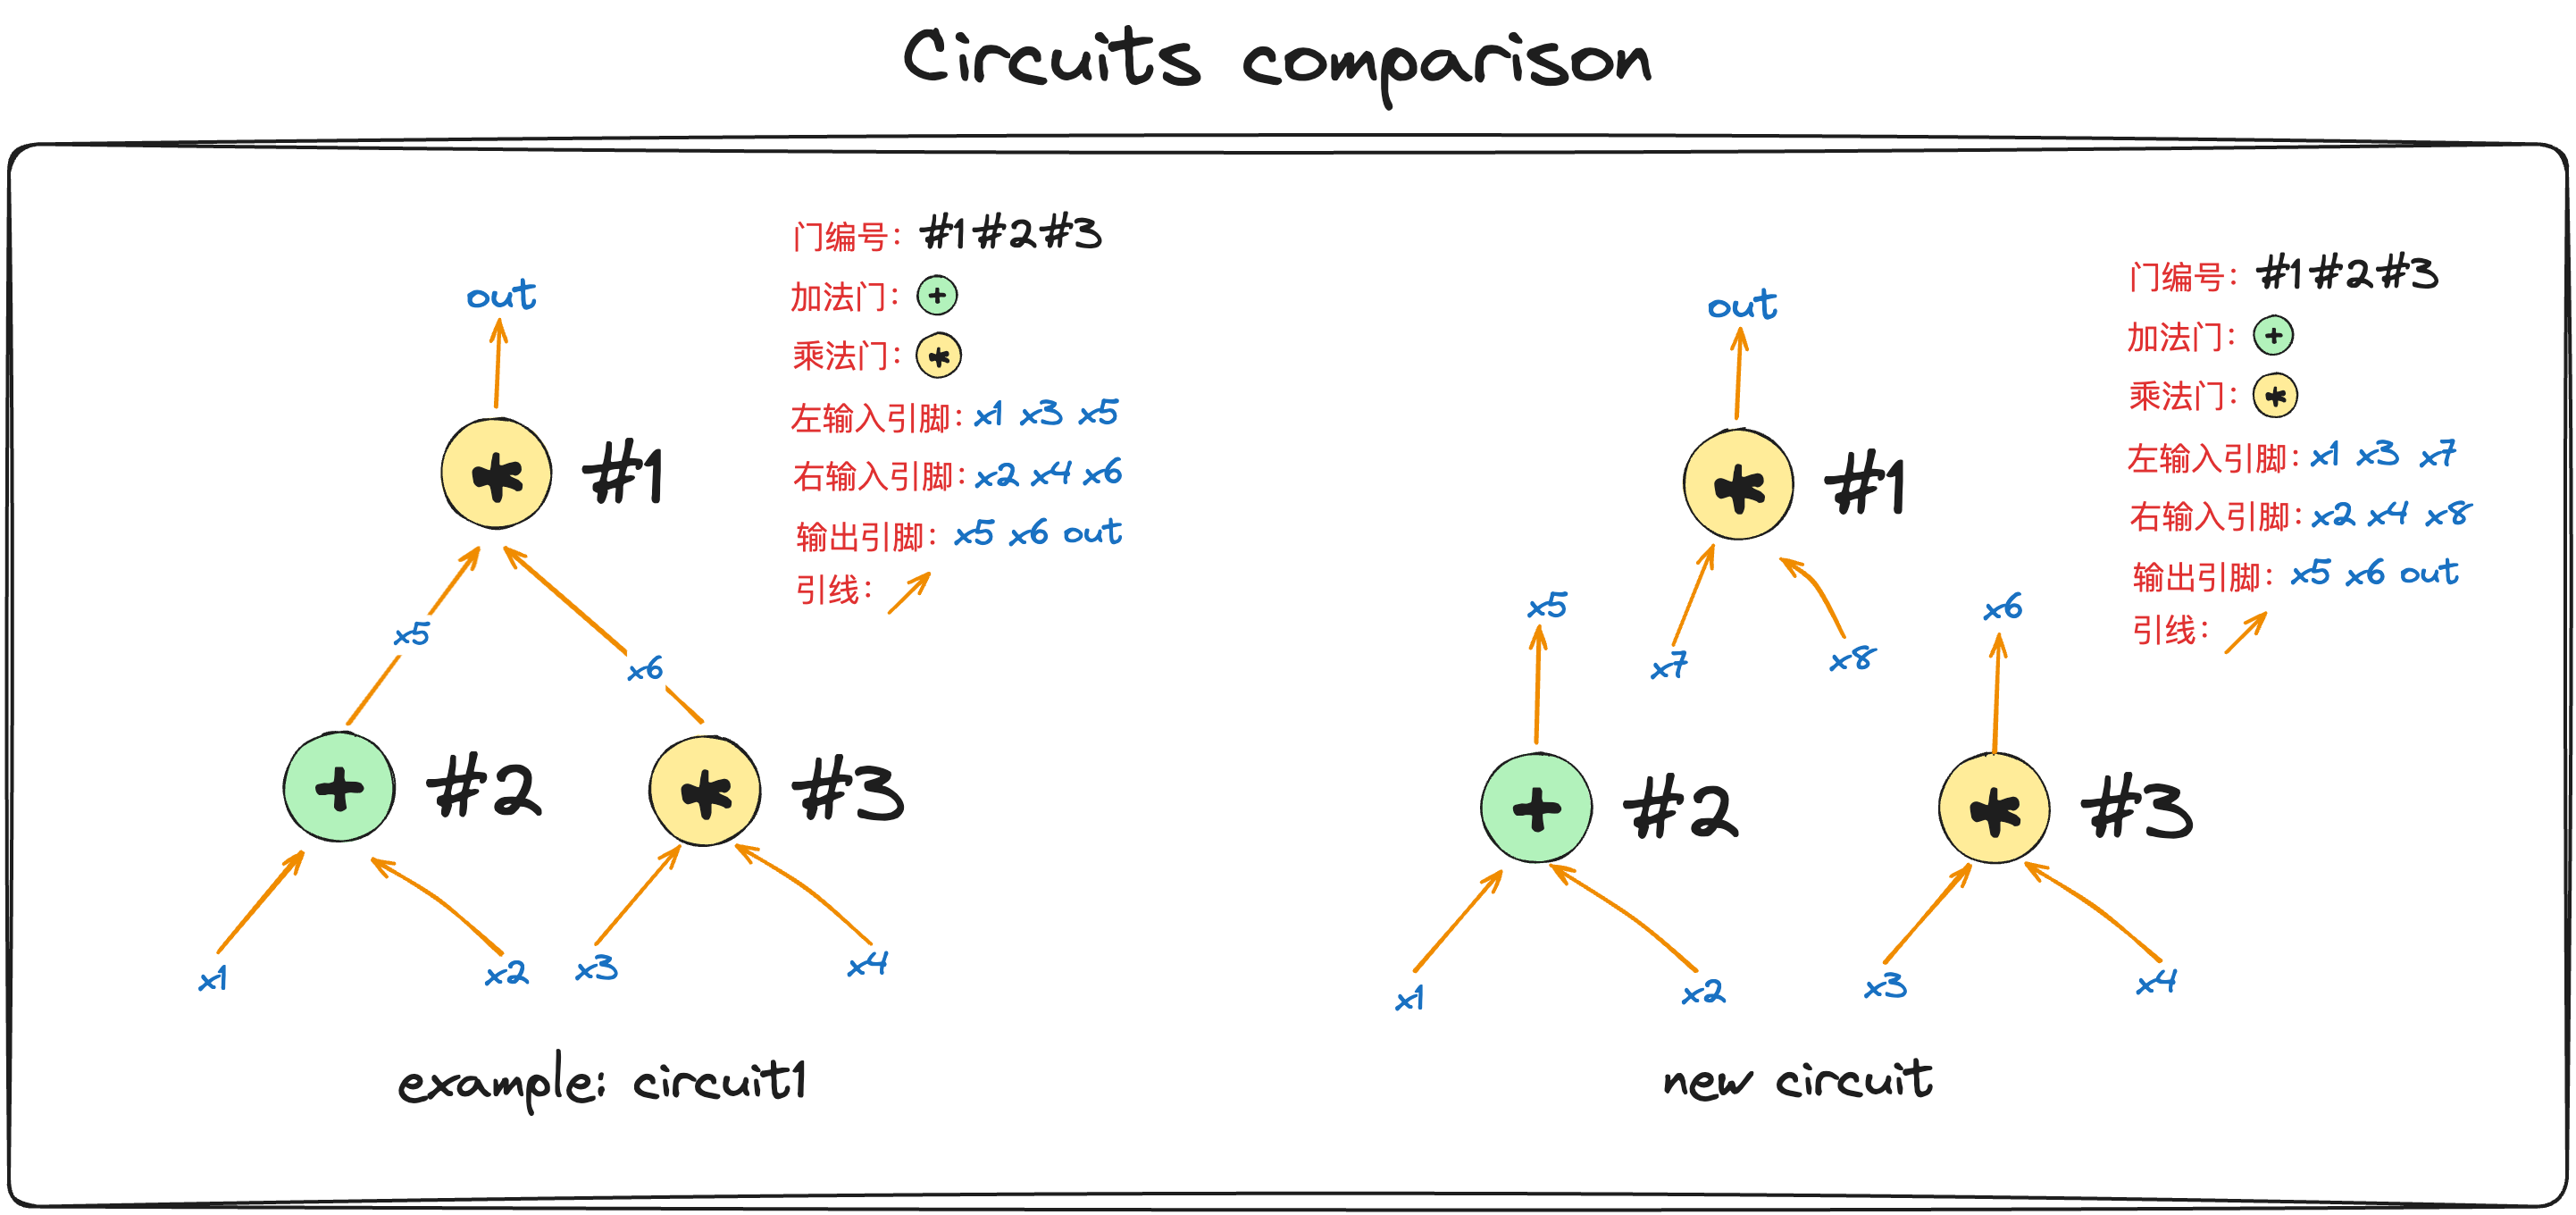 Circuits comparison
门编号：#1 #2 #3
加法门：+
乘法门：*
左输入引脚：x1 x3 x5
右输入引脚：x2 x4 x6
输出引脚：x5 x6 out
引线：
out
* #1
x5
x6
+ #2
* #3
x1
x2
x3
x4
example: circuit1
门编号：#1 #2 #3
加法门：+
乘法门：*
左输入引脚：x1 x3 x7
右输入引脚：x2 x4 x8
输出引脚：x5 x6 out
引线：
out
* #1
x5
x6
x7
x8
+ #2
* #3
x1
x2
x3
x4
new circuit